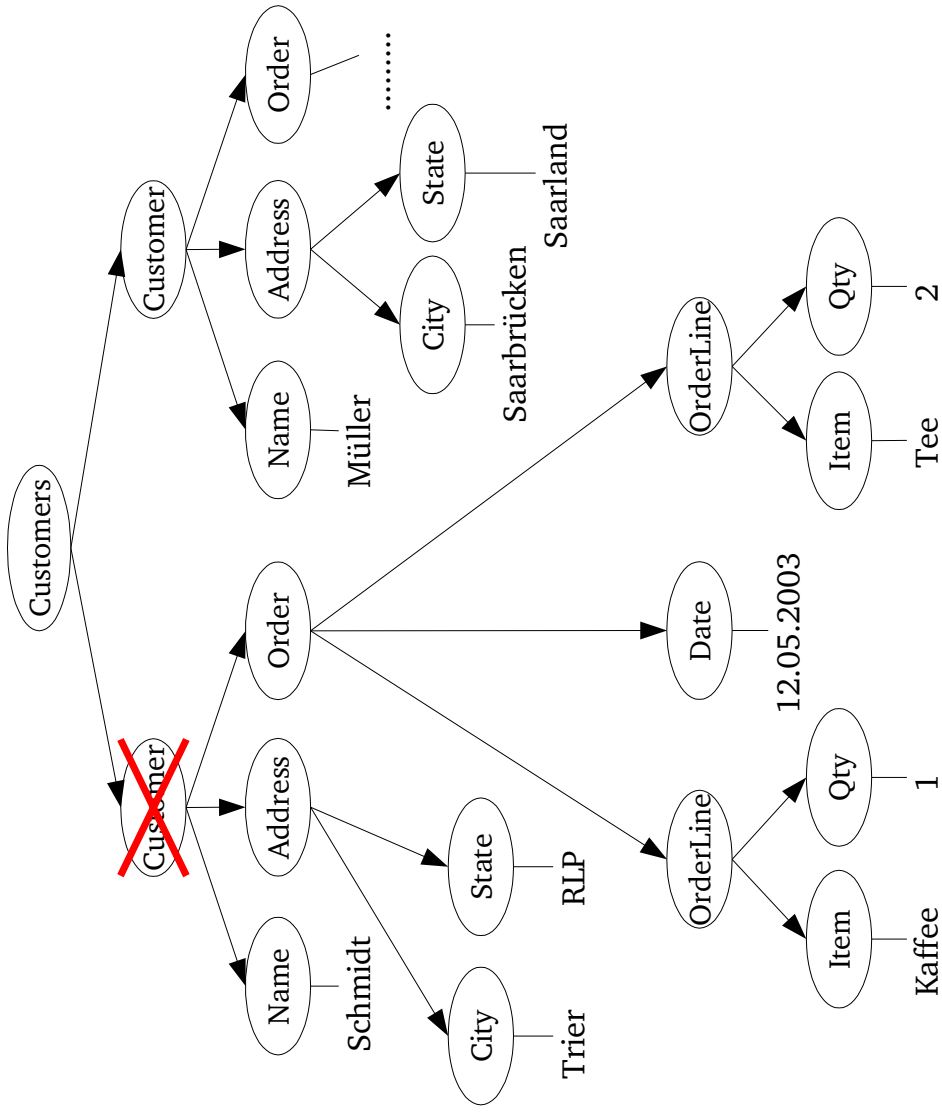 Customers
Customer
Customer
Name
Address
Order
Name
Address
Order
Schmidt
Müller
.........
City
State
City
State
Saarbrücken
Saarland
Trier
RLP
OrderLine
Date
OrderLine
12.05.2003
Item
Qty
Item
Qty
Kaffee
1
Tee
2